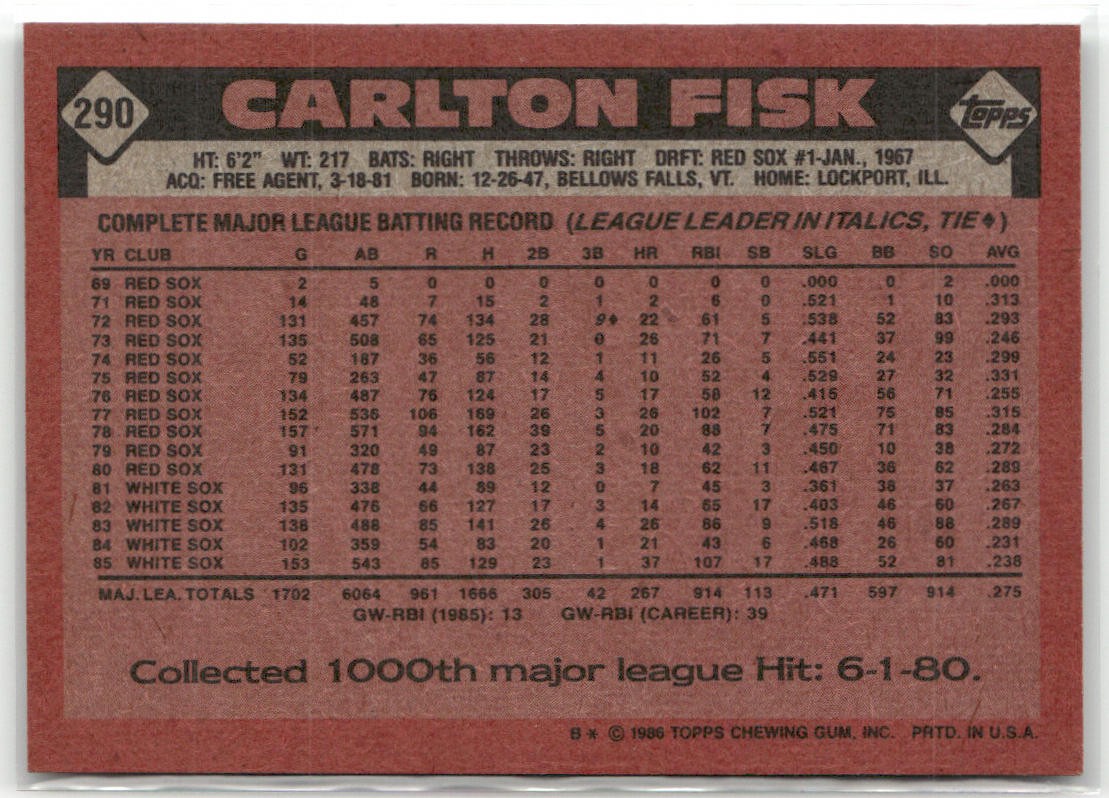 290 CARLTON FISK topps
HT: 6'2" WT: 217 BATS: RIGHT THROWS: RIGHT DRFT: RED SOX #1-JAN., 1967
ACQ: FREE AGENT, 3-18-81 BORN: 12-26-47, BELLOWS FALLS, VT. HOME: LOCKPORT, ILL.
COMPLETE MAJOR LEAGUE BATTING RECORD (LEAGUE LEADER IN ITALICS, TIE♦)
YR CLUB G AB R H 2B 3B HR RBI SB SLG BB SO AVG
69 RED SOX 2 5 0 0 0 0 0 0 0 .000 0 2 .000
71 RED SOX 14 48 7 15 2 1 2 6 0 .521 1 10 .313
72 RED SOX 131 457 74 134 28 9♦ 22 61 5 .538 52 83 .293
73 RED SOX 135 508 65 125 21 0 26 71 7 .441 37 99 .246
74 RED SOX 52 187 36 56 12 1 11 26 5 .551 24 23 .299
75 RED SOX 79 263 47 87 14 4 10 52 4 .529 27 32 .331
76 RED SOX 134 487 76 124 17 5 17 58 12 .415 56 71 .255
77 RED SOX 152 536 106 169 26 3 26 102 7 .521 75 85 .315
78 RED SOX 157 571 94 162 39 5 20 88 7 .475 71 83 .284
79 RED SOX 91 320 49 87 23 2 10 42 3 .450 10 38 .272
80 RED SOX 131 478 73 138 25 3 18 62 11 .467 36 62 .289
81 WHITE SOX 96 338 44 89 12 0 7 45 3 .361 38 37 .263
82 WHITE SOX 135 476 66 127 17 3 14 65 17 .403 46 60 .267
83 WHITE SOX 138 488 85 141 26 4 26 86 9 .518 46 88 .289
84 WHITE SOX 102 359 54 83 20 1 21 43 6 .468 26 60 .231
85 WHITE SOX 153 543 85 129 23 1 37 107 17 .488 52 81 .238
MAJ. LEA. TOTALS 1702 6064 961 1666 305 42 267 914 113 .471 597 914 .275
GW-RBI (1985): 13 GW-RBI (CAREER): 39
Collected 1000th major league Hit: 6-1-80.
B * © 1986 TOPPS CHEWING GUM, INC. PRTD. IN U.S.A.